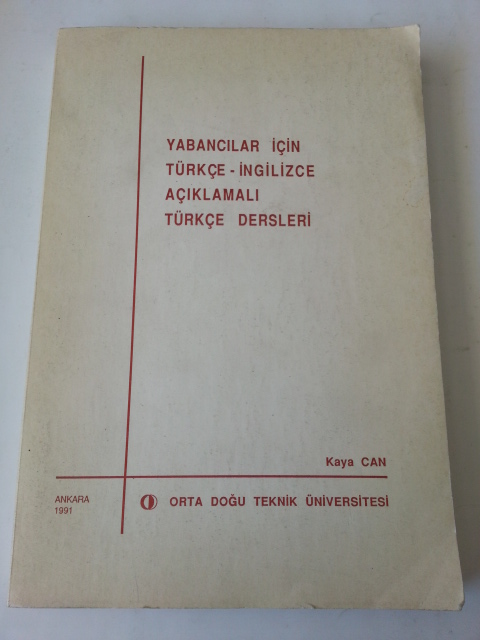 YABANCILAR İÇİN
TÜRKÇE - İNGİLİZCE
AÇIKLAMALI
TÜRKÇE DERSLERİ
Kaya CAN
ANKARA
1991
ORTA DOĞU TEKNİK ÜNİVERSİTESİ